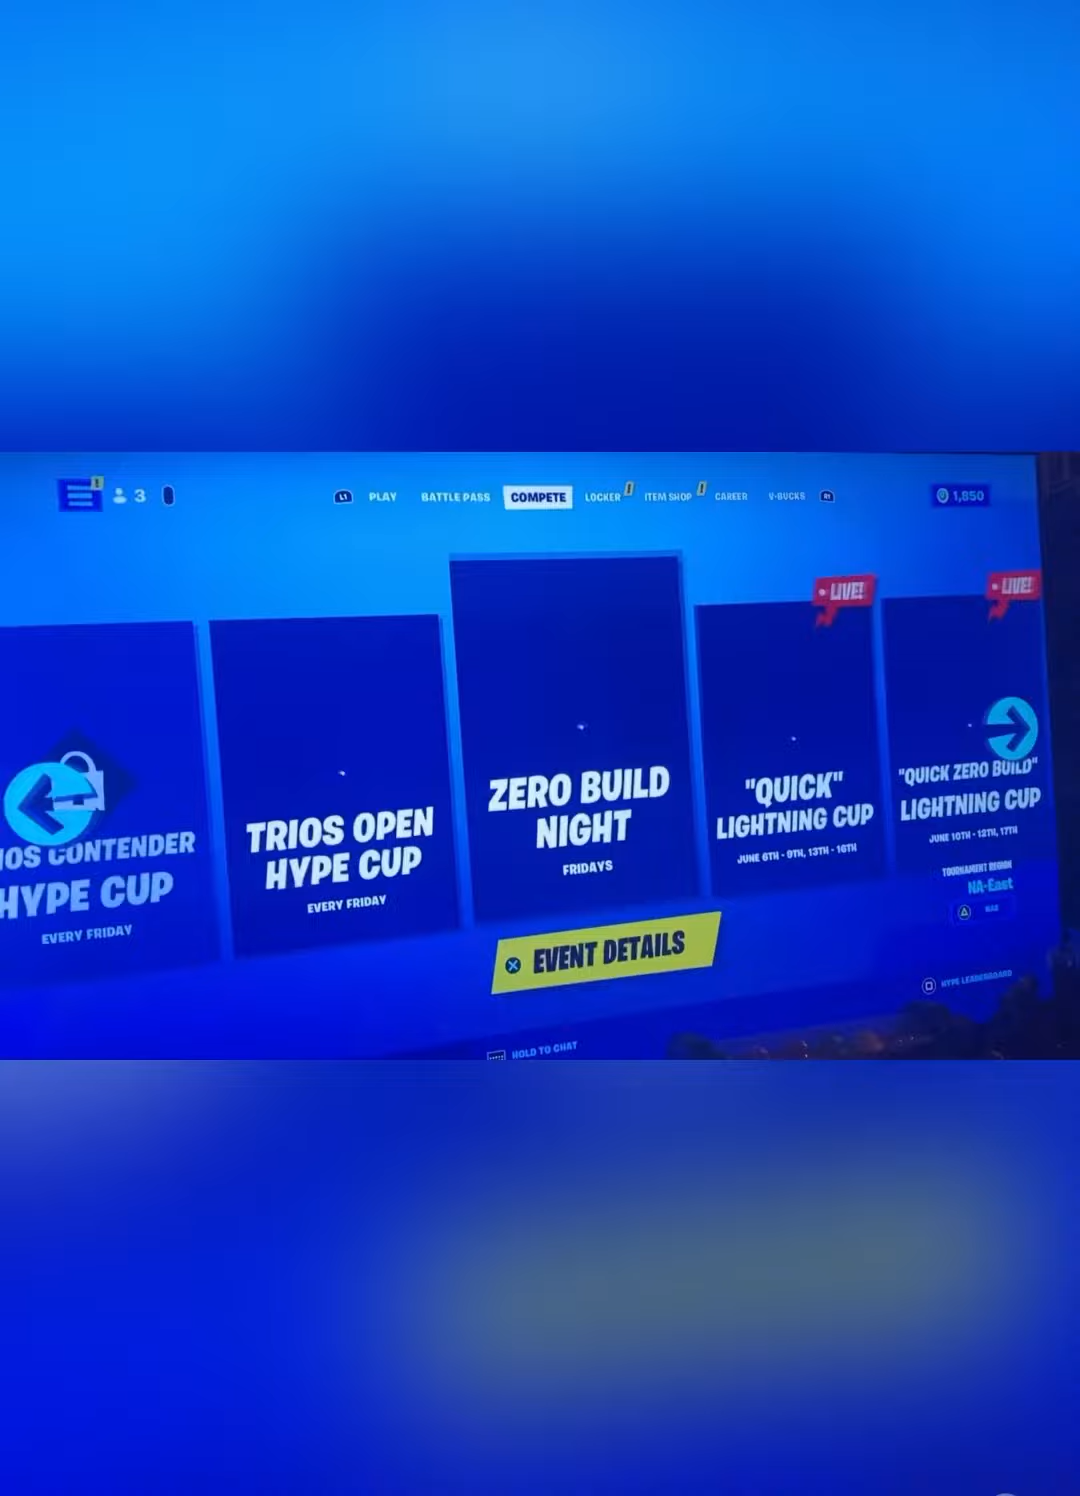 !
3
L1
PLAY
BATTLE PASS
COMPETE
LOCKER
!
ITEM SHOP
!
CAREER
V-BUCKS
R1
1,850
IOS CONTENDER
HYPE CUP
EVERY FRIDAY
TRIOS OPEN
HYPE CUP
EVERY FRIDAY
ZERO BUILD
NIGHT
FRIDAYS
LIVE!
"QUICK"
LIGHTNING CUP
JUNE 6TH - 9TH, 13TH - 16TH
LIVE!
"QUICK ZERO BUILD"
LIGHTNING CUP
JUNE 10TH - 12TH, 17TH
TOURNAMENT REGION
NA-East
EVENT DETAILS
HYPE LEADERBOARD
HOLD TO CHAT